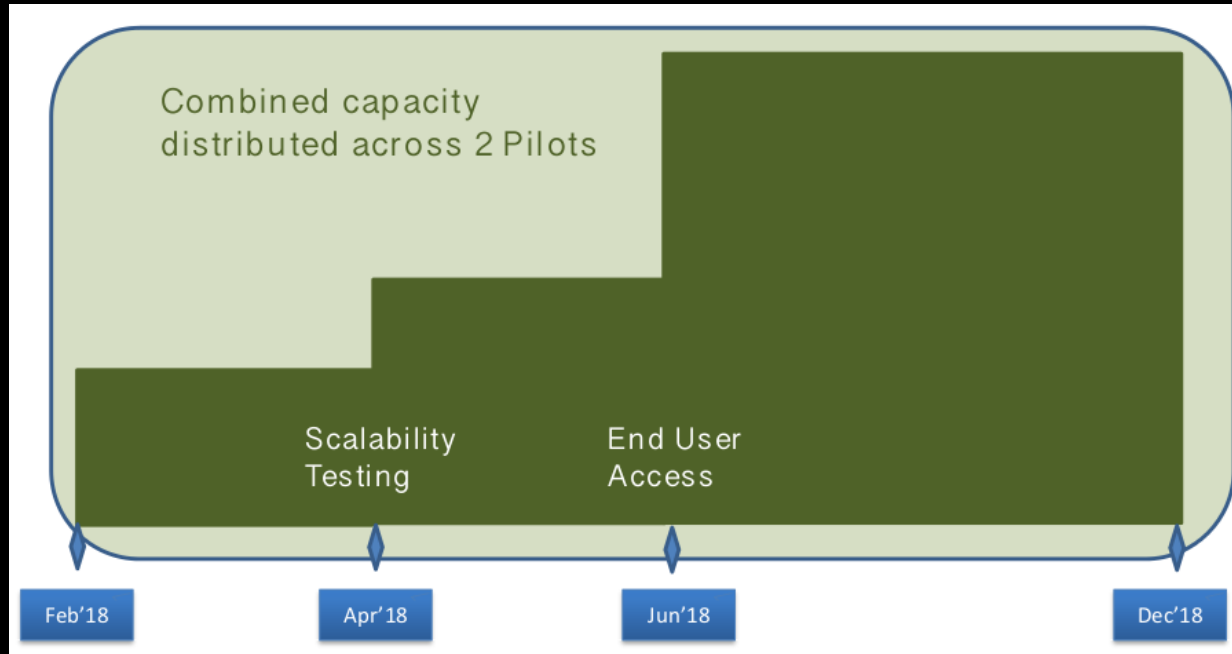 Combined capacity
distributed across 2 Pilots
Scalability
Testing
End User
Access
Feb’18
Apr’18
Jun’18
Dec’18